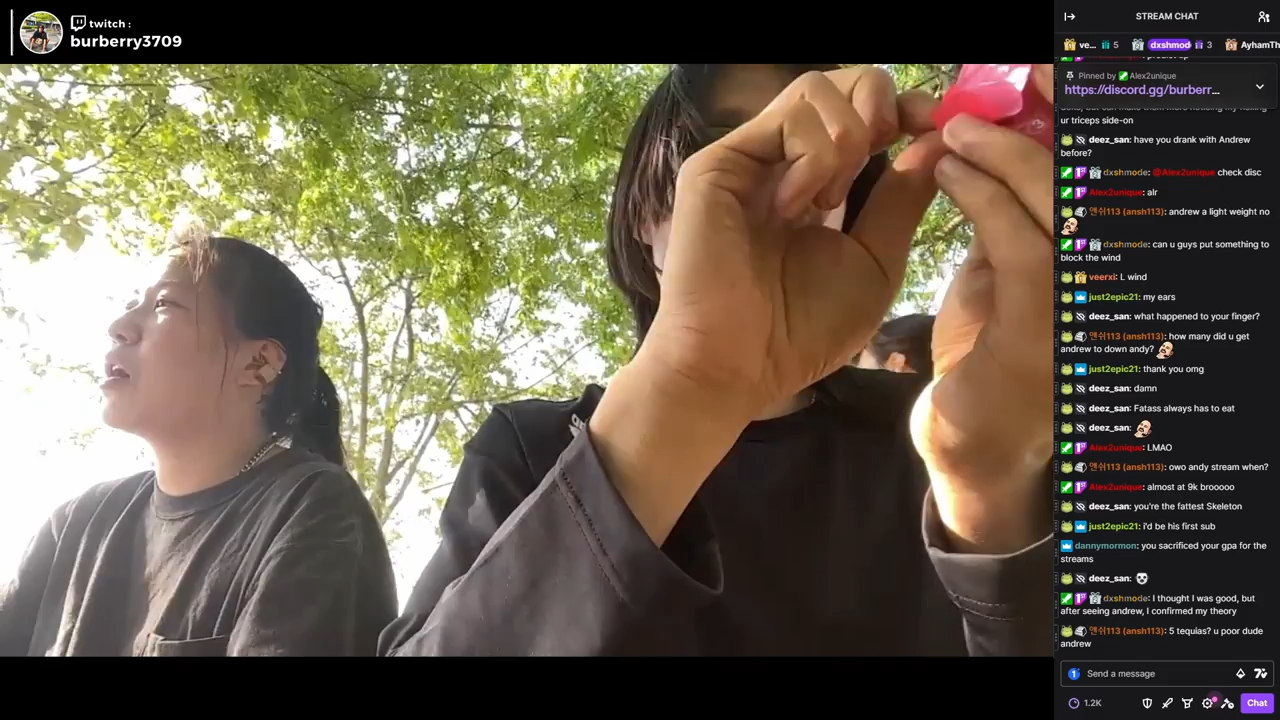 twitch :
burberry3709
STREAM CHAT
ve... 5
dxshmod 3
AyhamTh
Pinned by Alex2unique
https://discord.gg/burberr...
ur triceps side-on
deez_san: have you drank with Andrew
before?
dxshmode: @Alex2unique check disc
Alex2unique: alr
앤쉬113 (ansh113): andrew a light weight no
dxshmode: can u guys put something to
block the wind
veerxi: L wind
just2epic21: my ears
deez_san: what happened to your finger?
앤쉬113 (ansh113): how many did u get
andrew to down andy?
just2epic21: thank you omg
deez_san: damn
deez_san: Fatass always has to eat
deez_san:
Alex2unique: LMAO
앤쉬113 (ansh113): owo andy stream when?
Alex2unique: almost at 9k brooooo
deez_san: you're the fattest Skeleton
just2epic21: i'd be his first sub
dannymormon: you sacrificed your gpa for the
streams
deez_san:
dxshmode: I thought I was good, but
after seeing andrew, I confirmed my theory
앤쉬113 (ansh113): 5 tequias? u poor dude
andrew
Send a message
1.2K
Chat